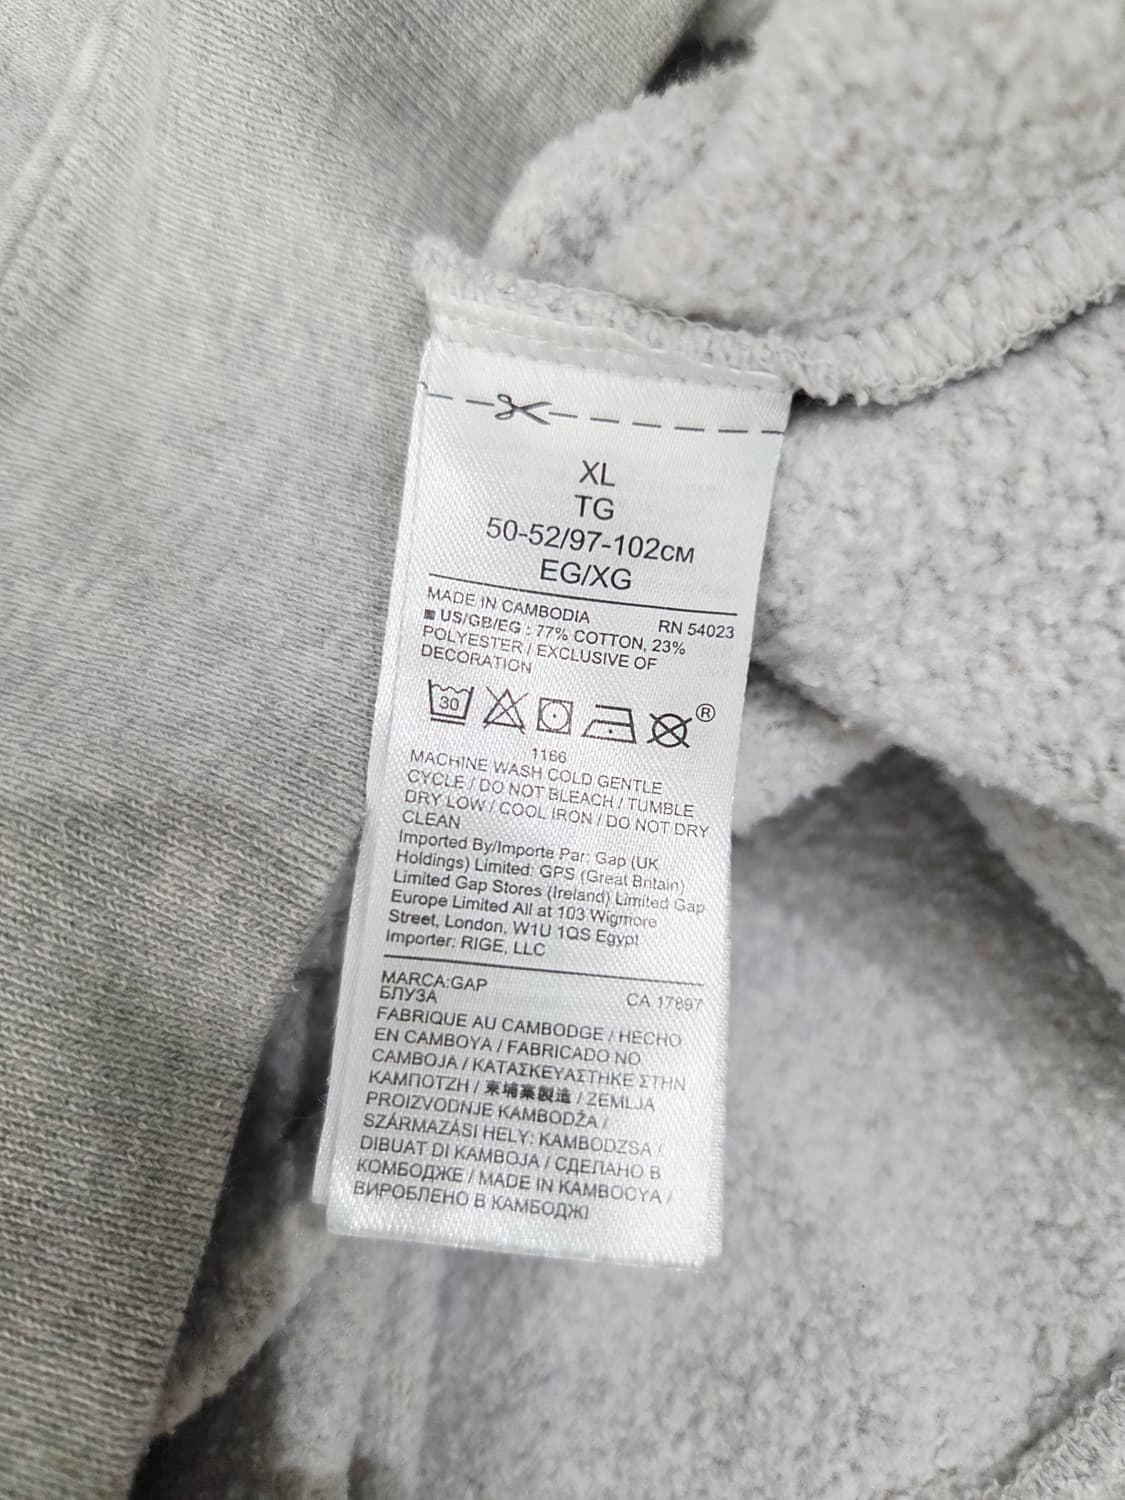 XL
TG
50-52/97-102CM
EG/XG
MADE IN CAMBODIA RN 54023
■ US/GB/EG : 77% COTTON, 23%
POLYESTER / EXCLUSIVE OF
DECORATION
30
®
1166
MACHINE WASH COLD GENTLE
CYCLE / DO NOT BLEACH / TUMBLE
DRY LOW / COOL IRON / DO NOT DRY
CLEAN
Imported By/Importe Par: Gap (UK
Holdings) Limited: GPS (Great Britain)
Limited Gap Stores (Ireland) Limited Gap
Europe Limited All at 103 Wigmore
Street, London, W1U 1QS Egypt
Importer: RIGE, LLC
MARCA:GAP
БЛУЗА CA 17897
FABRIQUE AU CAMBODGE / HECHO
EN CAMBOYA / FABRICADO NO
CAMBOJA / ΚΑΤΑΣΚΕΥΑΣΤΗΚΕ ΣΤΗΝ
ΚΑΜΠΟΤΖΗ / 柬埔寨製造 / ZEMLJA
PROIZVODNJE KAMBODŽA /
SZÁRMAZÁSI HELY: KAMBODZSA /
DIBUAT DI KAMBOJA / СДЕЛАНО В
КОМБОДЖЕ / MADE IN KAMBOCYA /
ВИРОБЛЕНО В КАМБОДЖІ